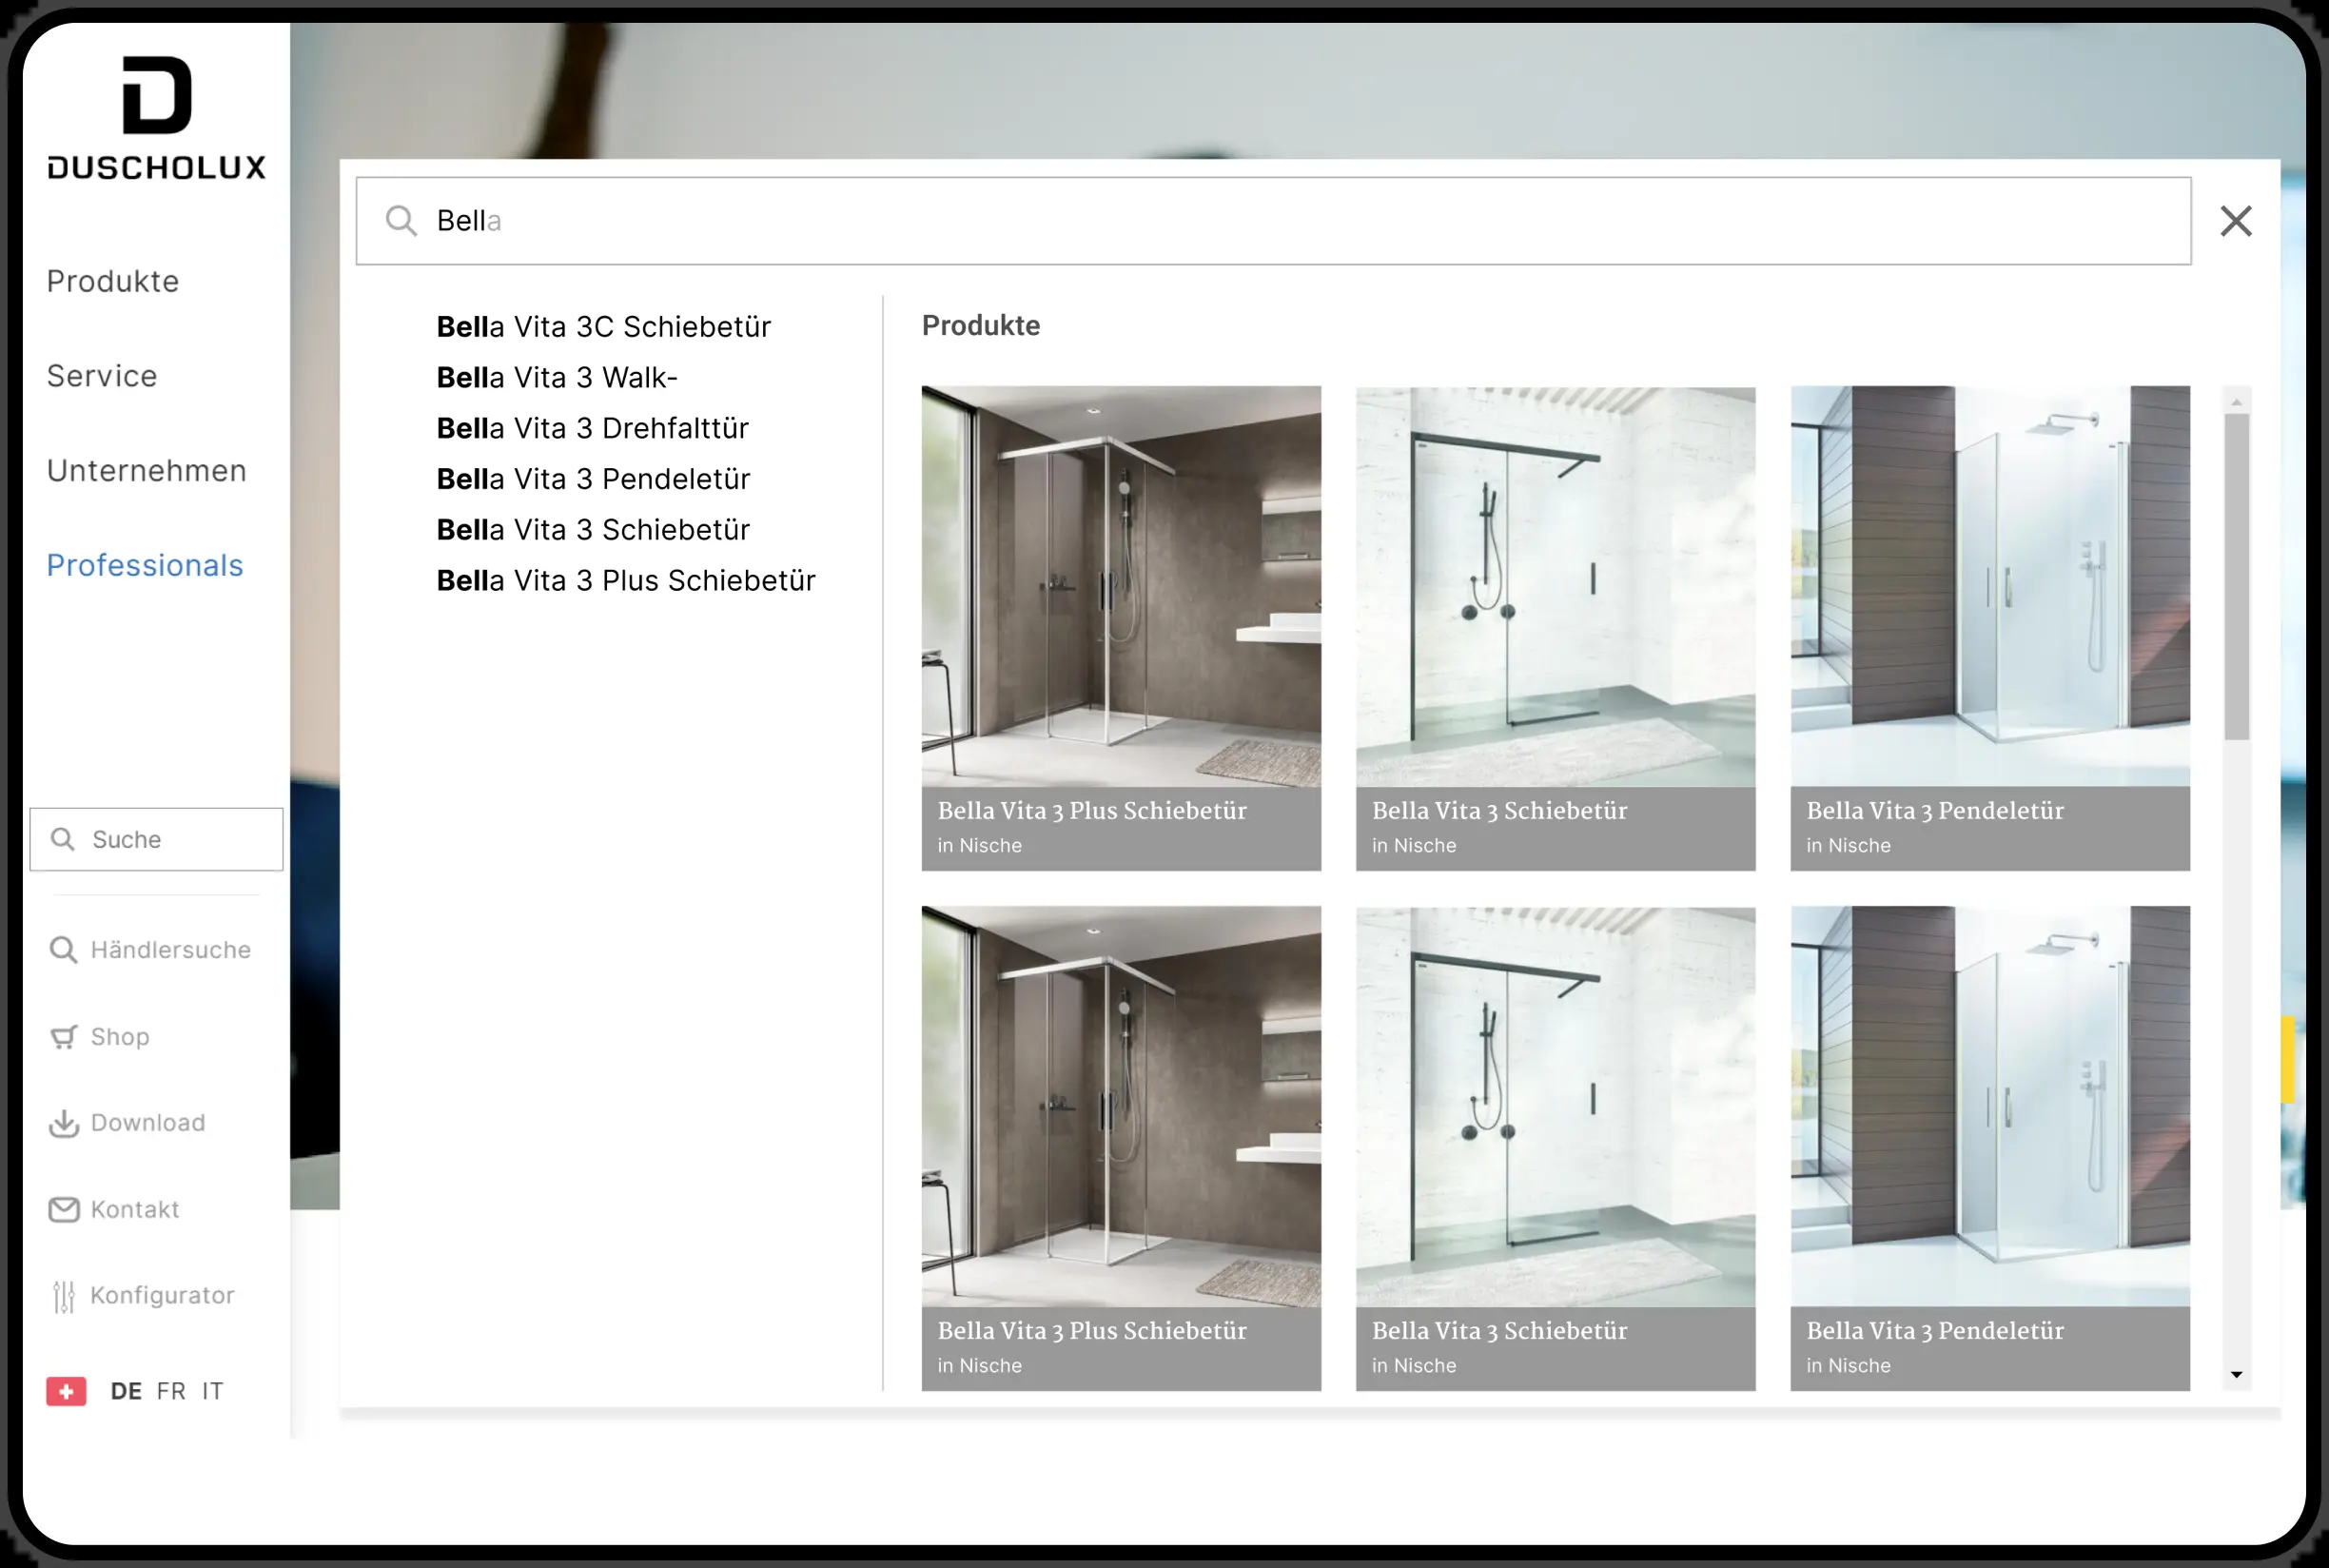 DUSCHOLUX
Produkte
Service
Unternehmen
Professionals
Suche
Händlersuche
Shop
Download
Kontakt
Konfigurator
DE FR IT
Bella
Bella Vita 3C Schiebetür
Bella Vita 3 Walk-
Bella Vita 3 Drehfalttür
Bella Vita 3 Pendeletür
Bella Vita 3 Schiebetür
Bella Vita 3 Plus Schiebetür
Produkte
Bella Vita 3 Plus Schiebetür
in Nische
Bella Vita 3 Schiebetür
in Nische
Bella Vita 3 Pendeletür
in Nische
Bella Vita 3 Plus Schiebetür
in Nische
Bella Vita 3 Schiebetür
in Nische
Bella Vita 3 Pendeletür
in Nische